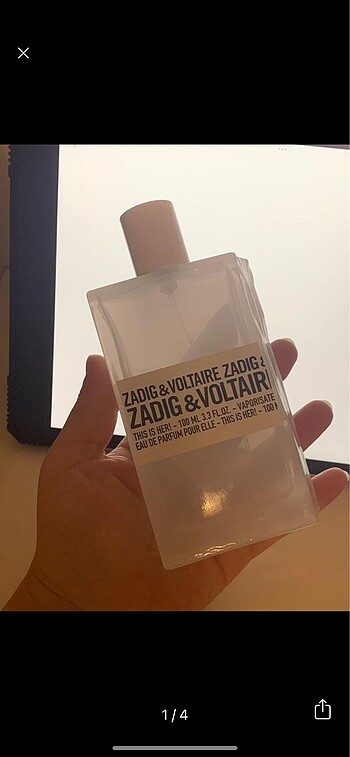 ZADIG & VOLTAIRE ZADIG &
ZADIG & VOLTAIR
THIS IS HER! – 100 ML 3.3 FL.OZ. – VAPORISATE
EAU DE PARFUM POUR ELLE – THIS IS HER! – 100 M
1/4